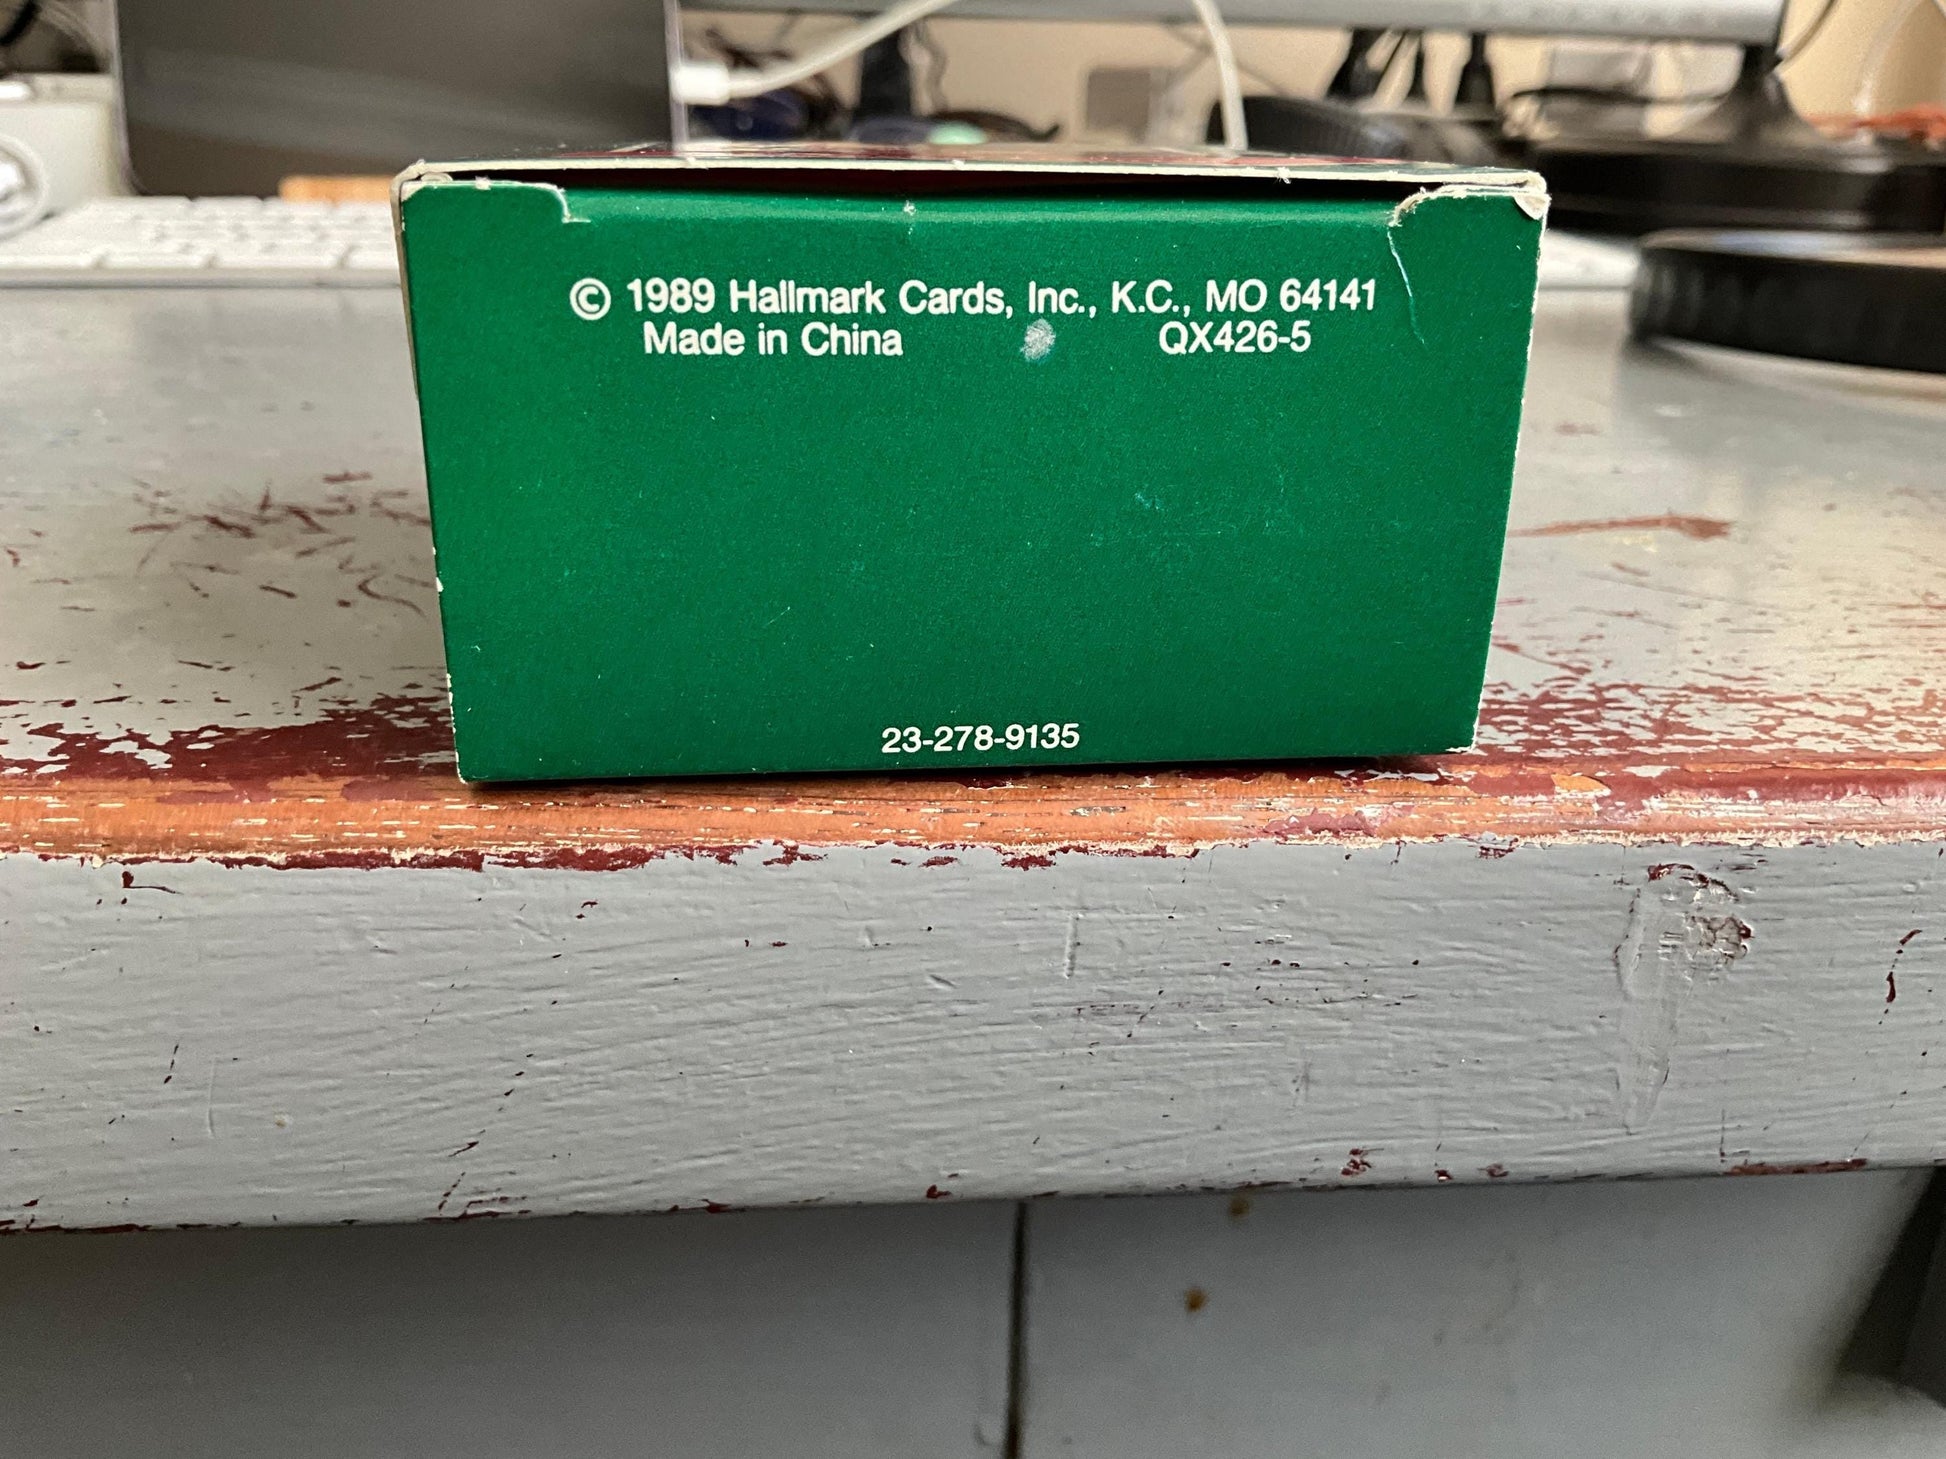 © 1989 Hallmark Cards, Inc., K.C., MO 64141
Made in China QX426-5
23-278-9135